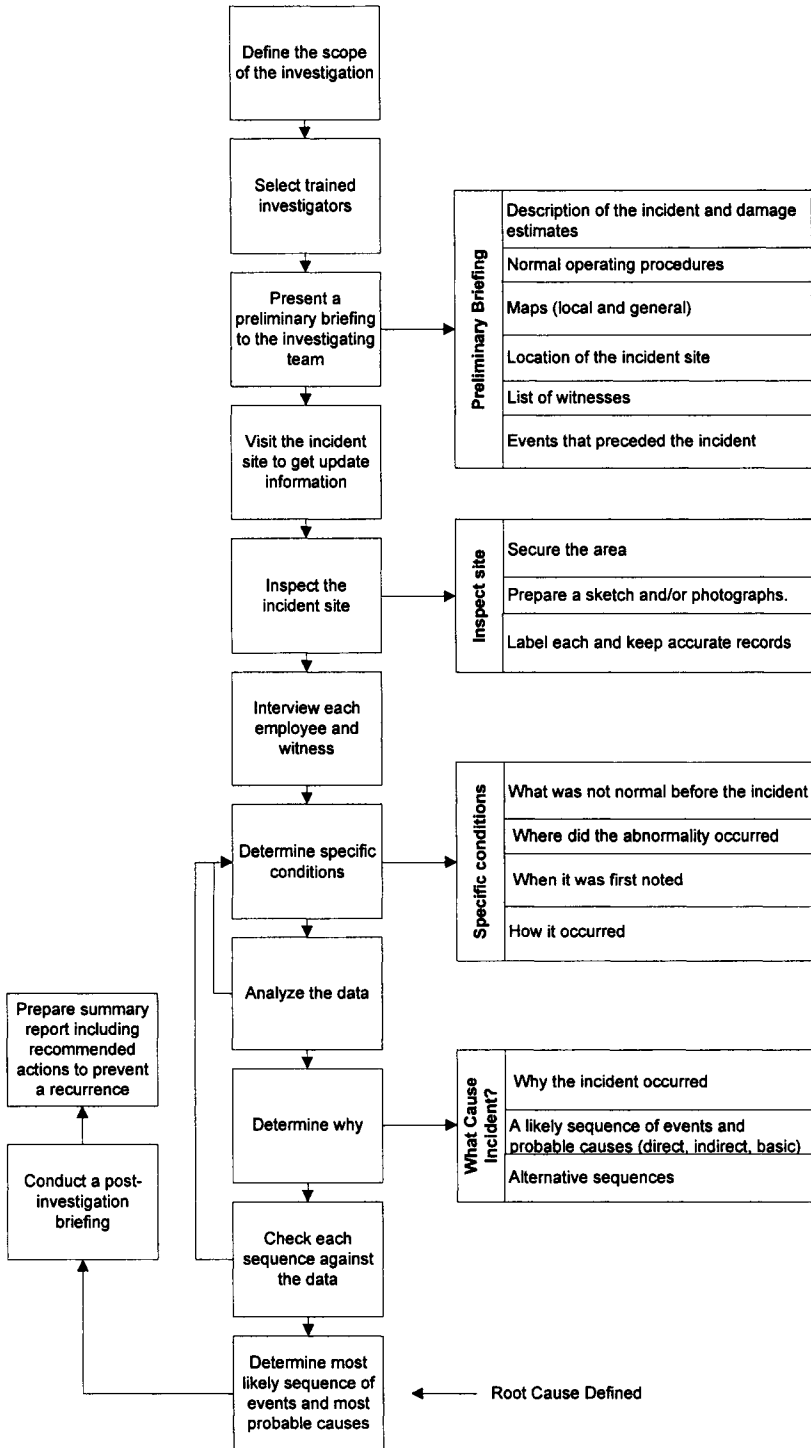 Define the scope
of the investigation
Select trained
investigators
Present a
preliminary briefing
to the investigating
team
Preliminary Briefing
Description of the incident and damage
estimates
Normal operating procedures
Maps (local and general)
Location of the incident site
List of witnesses
Events that preceded the incident
Visit the incident
site to get update
information
Inspect the
incident site
Inspect site
Secure the area
Prepare a sketch and/or photographs.
Label each and keep accurate records
Interview each
employee and
witness
Determine specific
conditions
Specific conditions
What was not normal before the incident
Where did the abnormality occurred
When it was first noted
How it occurred
Analyze the data
Determine why
What Cause
Incident?
Why the incident occurred
A likely sequence of events and
probable causes (direct, indirect, basic)
Alternative sequences
Check each
sequence against
the data
Determine most
likely sequence of
events and most
probable causes
Root Cause Defined
Conduct a post-
investigation
briefing
Prepare summary
report including
recommended
actions to prevent
a recurrence